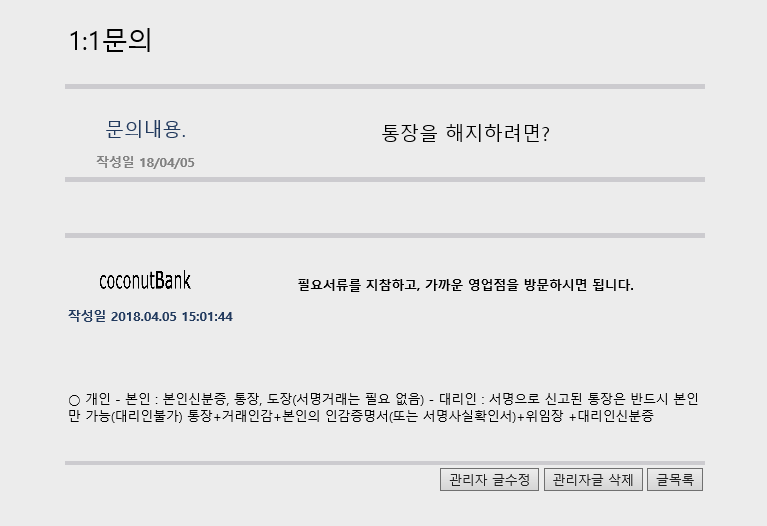 1:1문의
문의내용.
통장을 해지하려면?
작성일 18/04/05
coconutBank
필요서류를 지참하고, 가까운 영업점을 방문하시면 됩니다.
작성일 2018.04.05 15:01:44
○ 개인 - 본인 : 본인신분증, 통장, 도장(서명거래는 필요 없음) - 대리인 : 서명으로 신고된 통장은 반드시 본인
만 가능(대리인불가) 통장+거래인감+본인의 인감증명서(또는 서명사실확인서)+위임장 +대리인신분증
관리자 글수정 관리자글 삭제 글목록